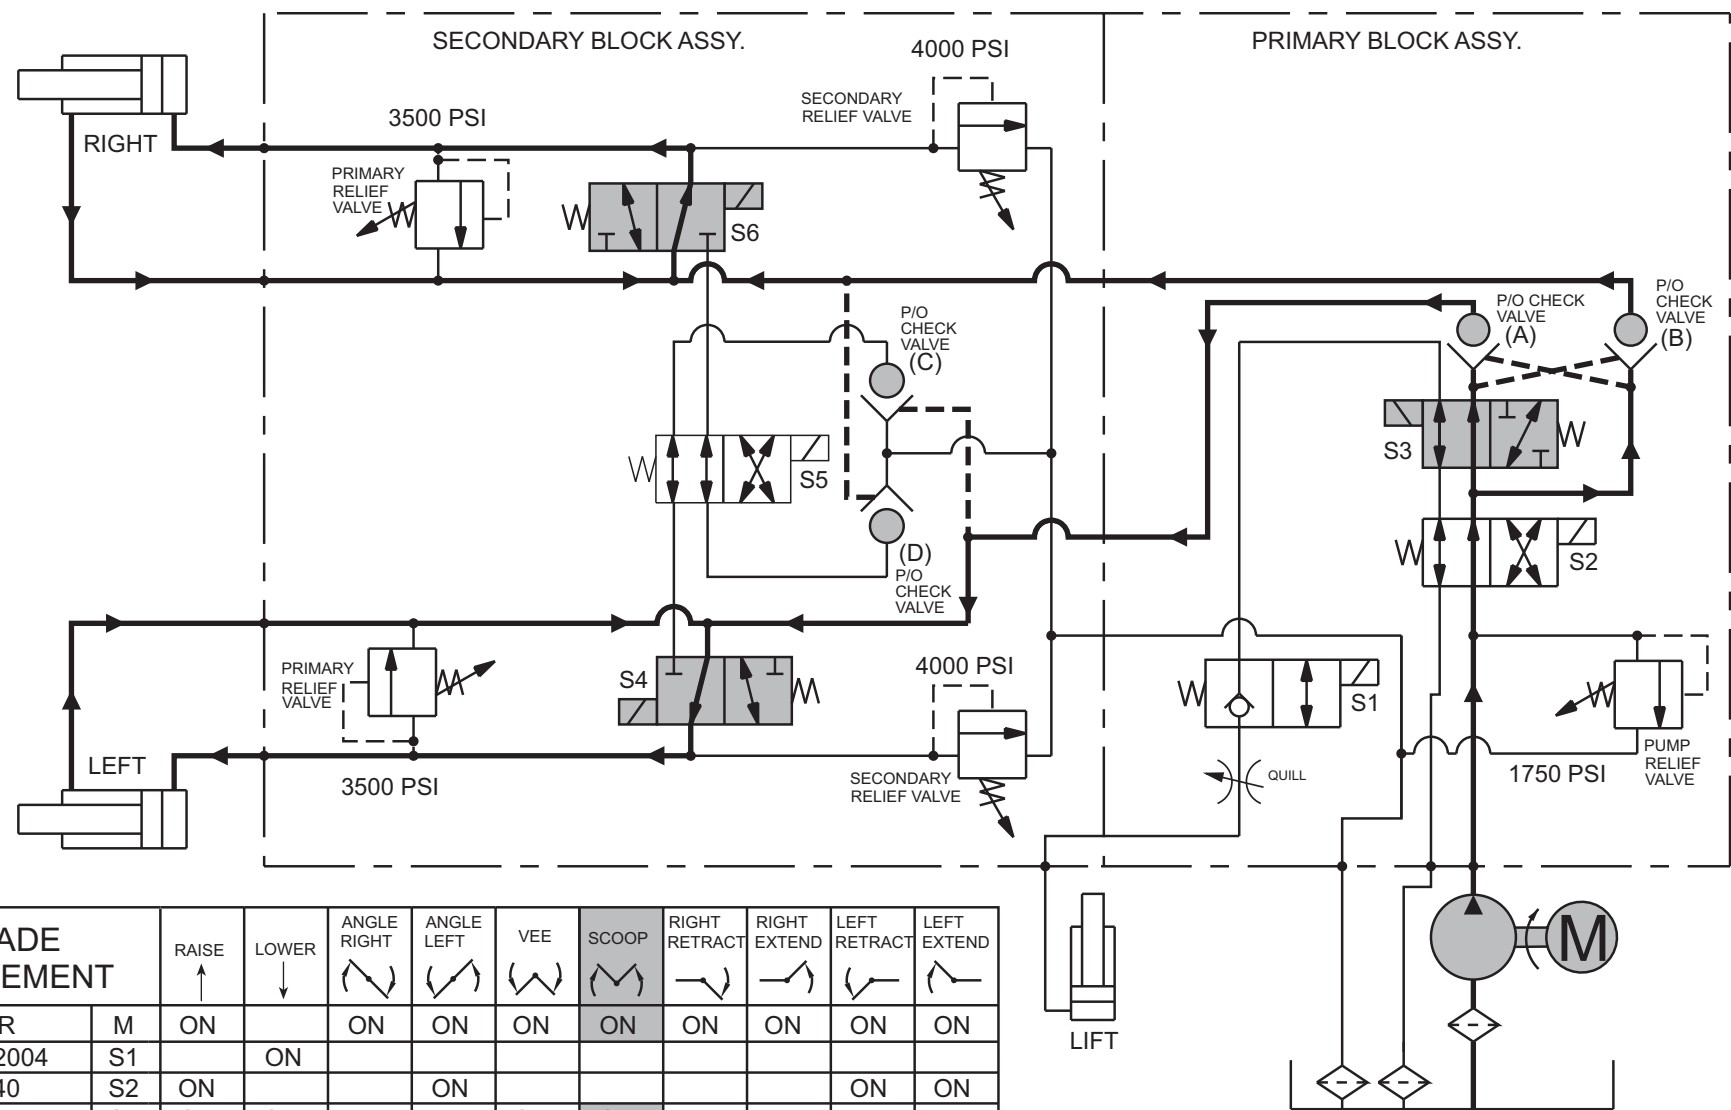 SECONDARY BLOCK ASSY.
PRIMARY BLOCK ASSY.
4000 PSI
SECONDARY
RELIEF VALVE
3500 PSI
RIGHT
PRIMARY
RELIEF
VALVE
S6
P/O
CHECK
VALVE
(C)
P/O CHECK
VALVE
(A)
P/O
CHECK
VALVE
(B)
S3
S5
(D)
P/O
CHECK
VALVE
S2
PRIMARY
RELIEF
VALVE
S4
4000 PSI
S1
LEFT
3500 PSI
SECONDARY
RELIEF VALVE
QUILL
1750 PSI
PUMP
RELIEF
VALVE
M
LIFT
ADE
EMENT
RAISE
LOWER
ANGLE
RIGHT
ANGLE
LEFT
VEE
SCOOP
RIGHT
RETRACT
RIGHT
EXTEND
LEFT
RETRACT
LEFT
EXTEND
R M ON ON ON ON ON ON ON ON ON
2004 S1 ON
40 S2 ON ON ON ON